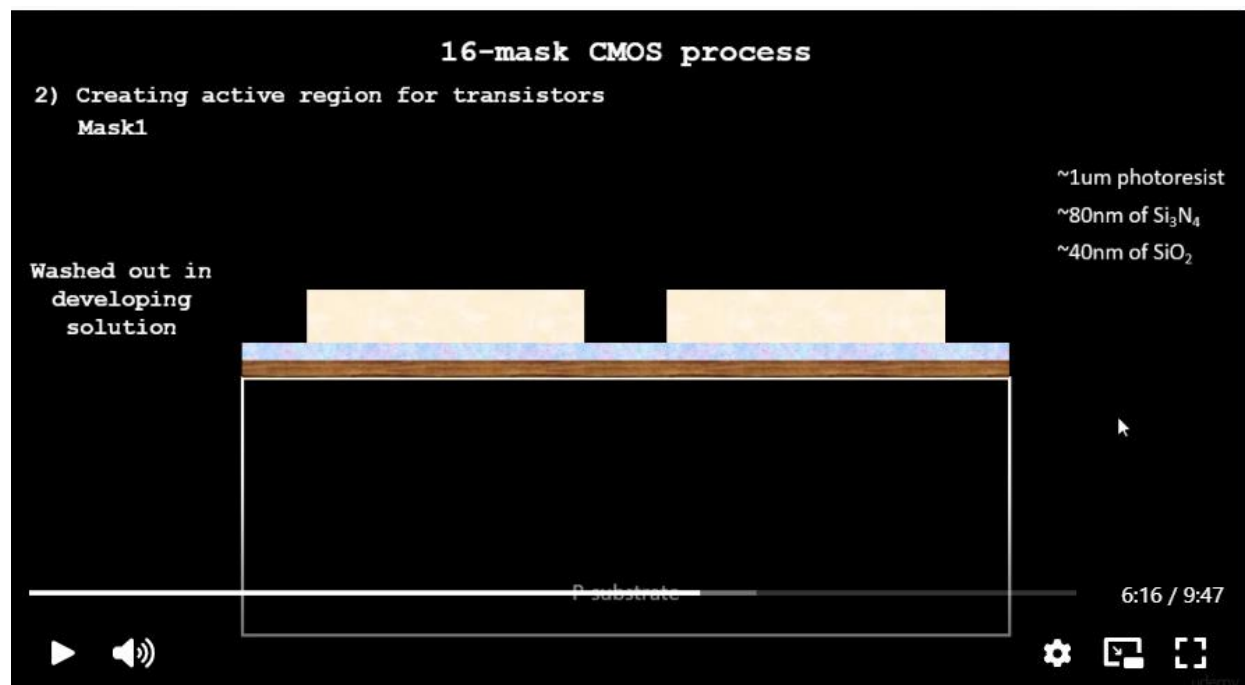 16-mask CMOS process
2) Creating active region for transistors
Mask1
~1um photoresist
~80nm of Si₃N₄
~40nm of SiO₂
Washed out in
developing
solution
P-substrate
6:16 / 9:47
udemy